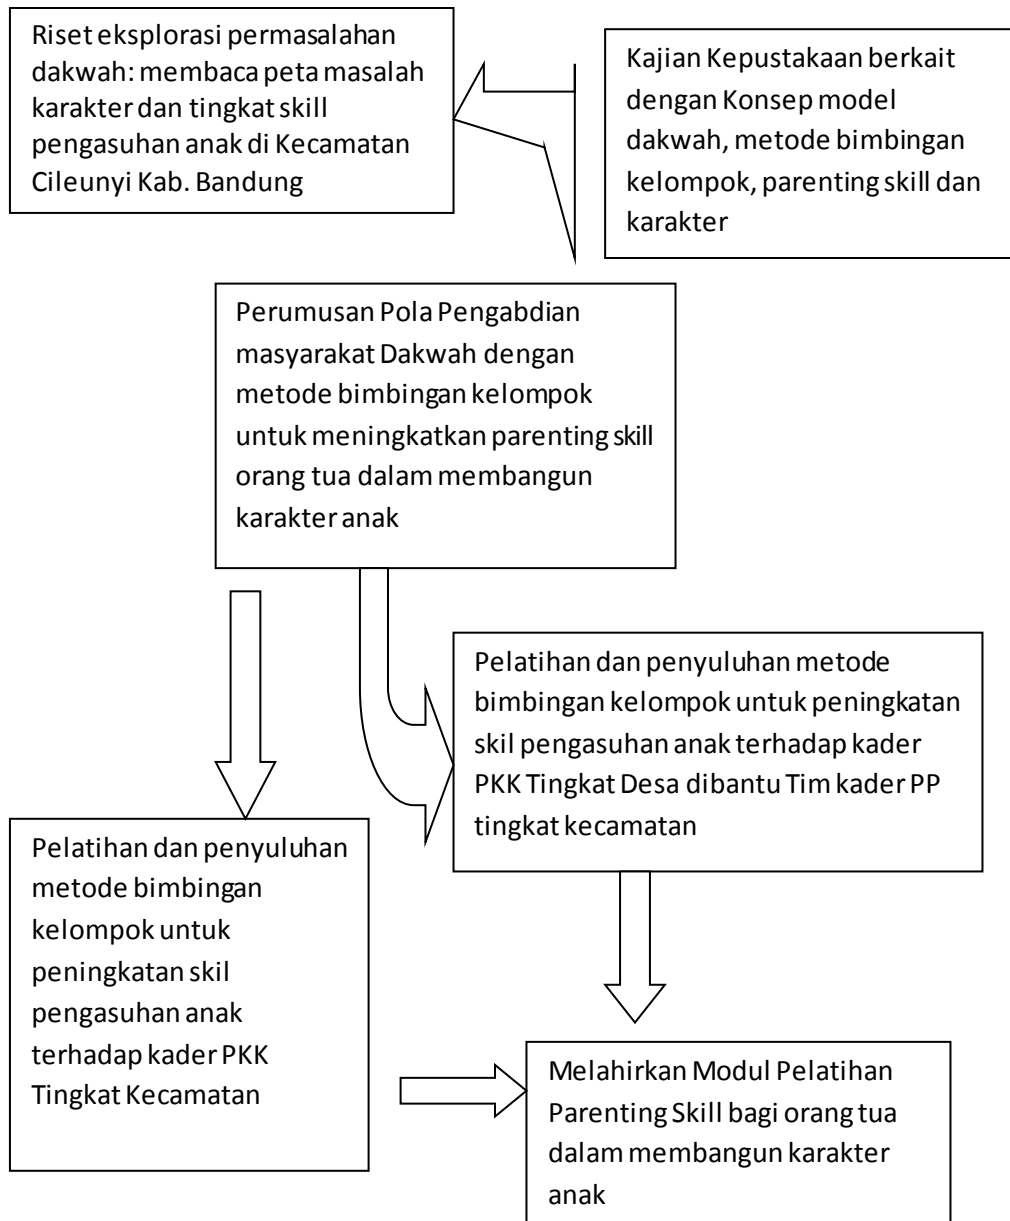 Riset eksplorasi permasalahan
dakwah: membaca peta masalah
karakter dan tingkat skill
pengasuhan anak di Kecamatan
Cileunyi Kab. Bandung
Kajian Kepustakaan berkait
dengan Konsep model
dakwah, metode bimbingan
kelompok, parenting skill dan
karakter
Perumusan Pola Pengabdian
masyarakat Dakwah dengan
metode bimbingan kelompok
untuk meningkatkan parenting skill
orang tua dalam membangun
karakter anak
Pelatihan dan penyuluhan metode
bimbingan kelompok untuk peningkatan
skil pengasuhan anak terhadap kader
PKK Tingkat Desa dibantu Tim kader PP
tingkat kecamatan
Pelatihan dan penyuluhan
metode bimbingan
kelompok untuk
peningkatan skil
pengasuhan anak
terhadap kader PKK
Tingkat Kecamatan
Melahirkan Modul Pelatihan
Parenting Skill bagi orang tua
dalam membangun karakter
anak